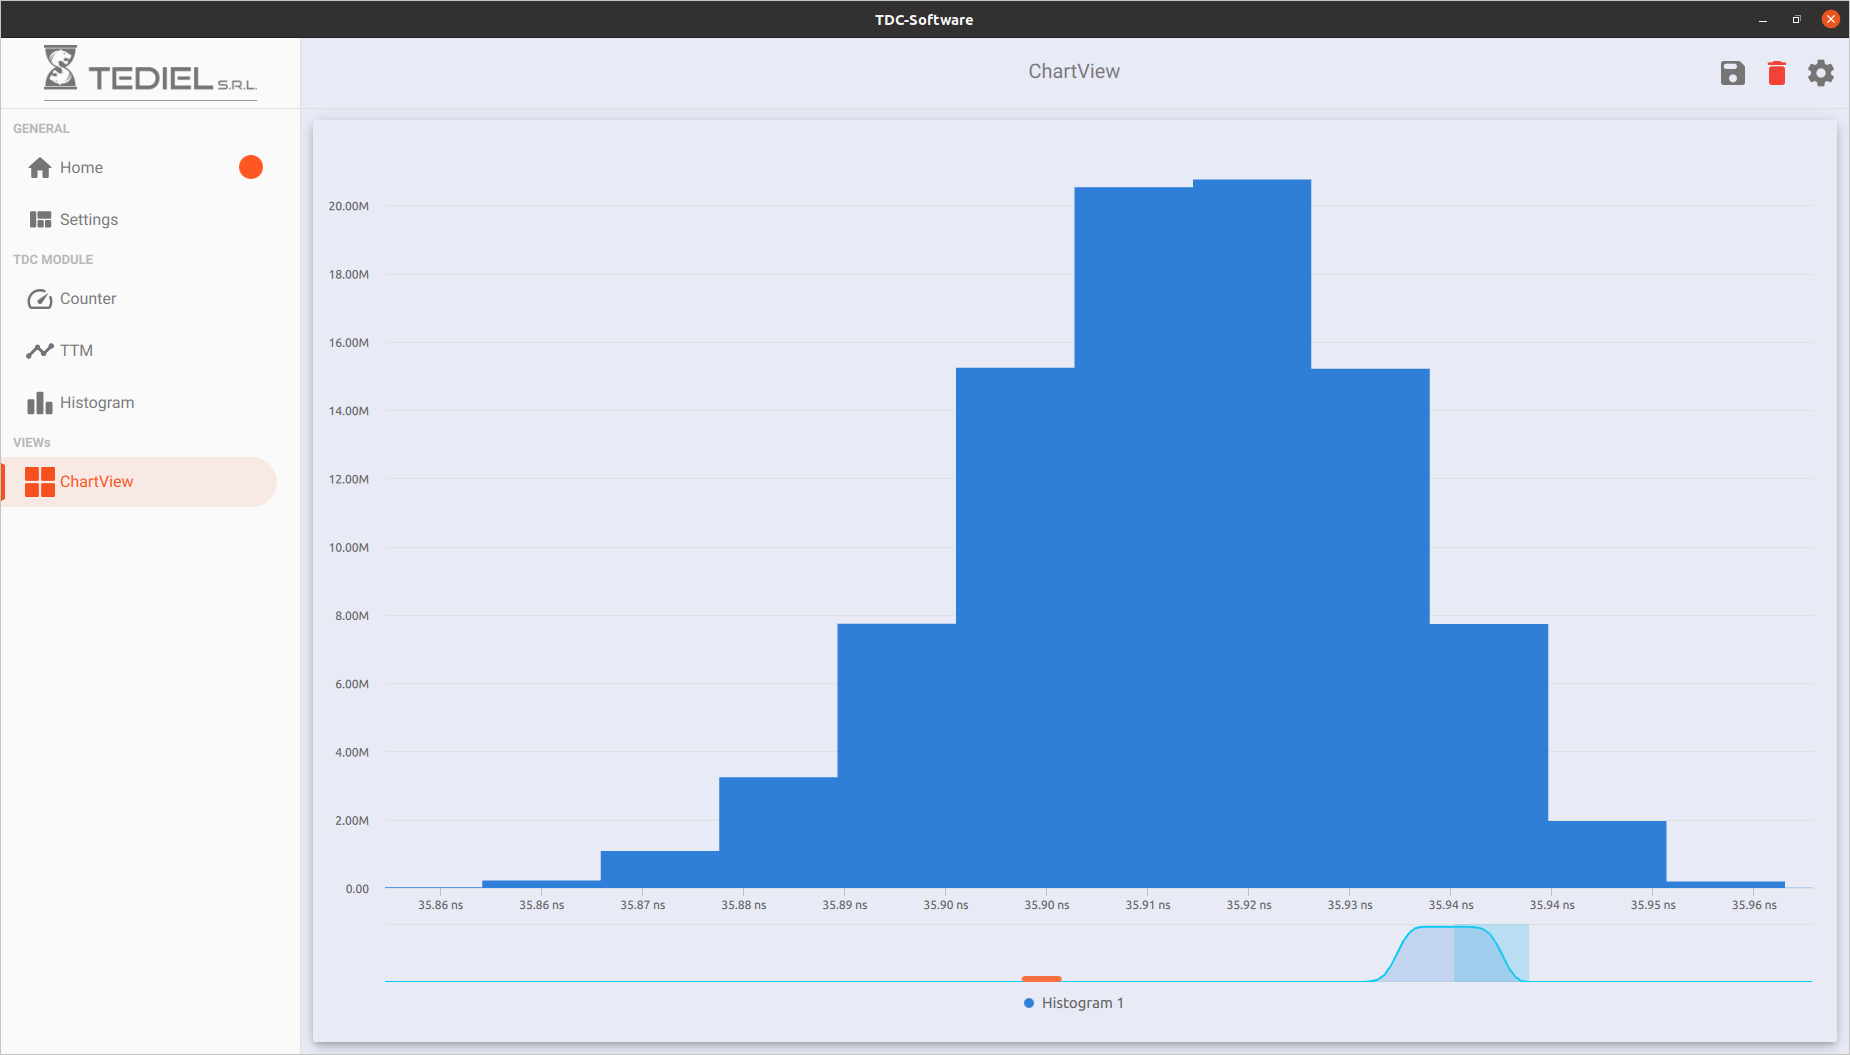 TDC-Software
TEDIEL S.R.L.
ChartView
GENERAL
Home
Settings
TDC MODULE
Counter
TTM
Histogram
VIEWs
ChartView
20.00M
18.00M
16.00M
14.00M
12.00M
10.00M
8.00M
6.00M
4.00M
2.00M
0.00
35.86 ns 35.86 ns 35.87 ns 35.88 ns 35.89 ns 35.90 ns 35.90 ns 35.91 ns 35.92 ns 35.93 ns 35.94 ns 35.94 ns 35.95 ns 35.96 ns
Histogram 1